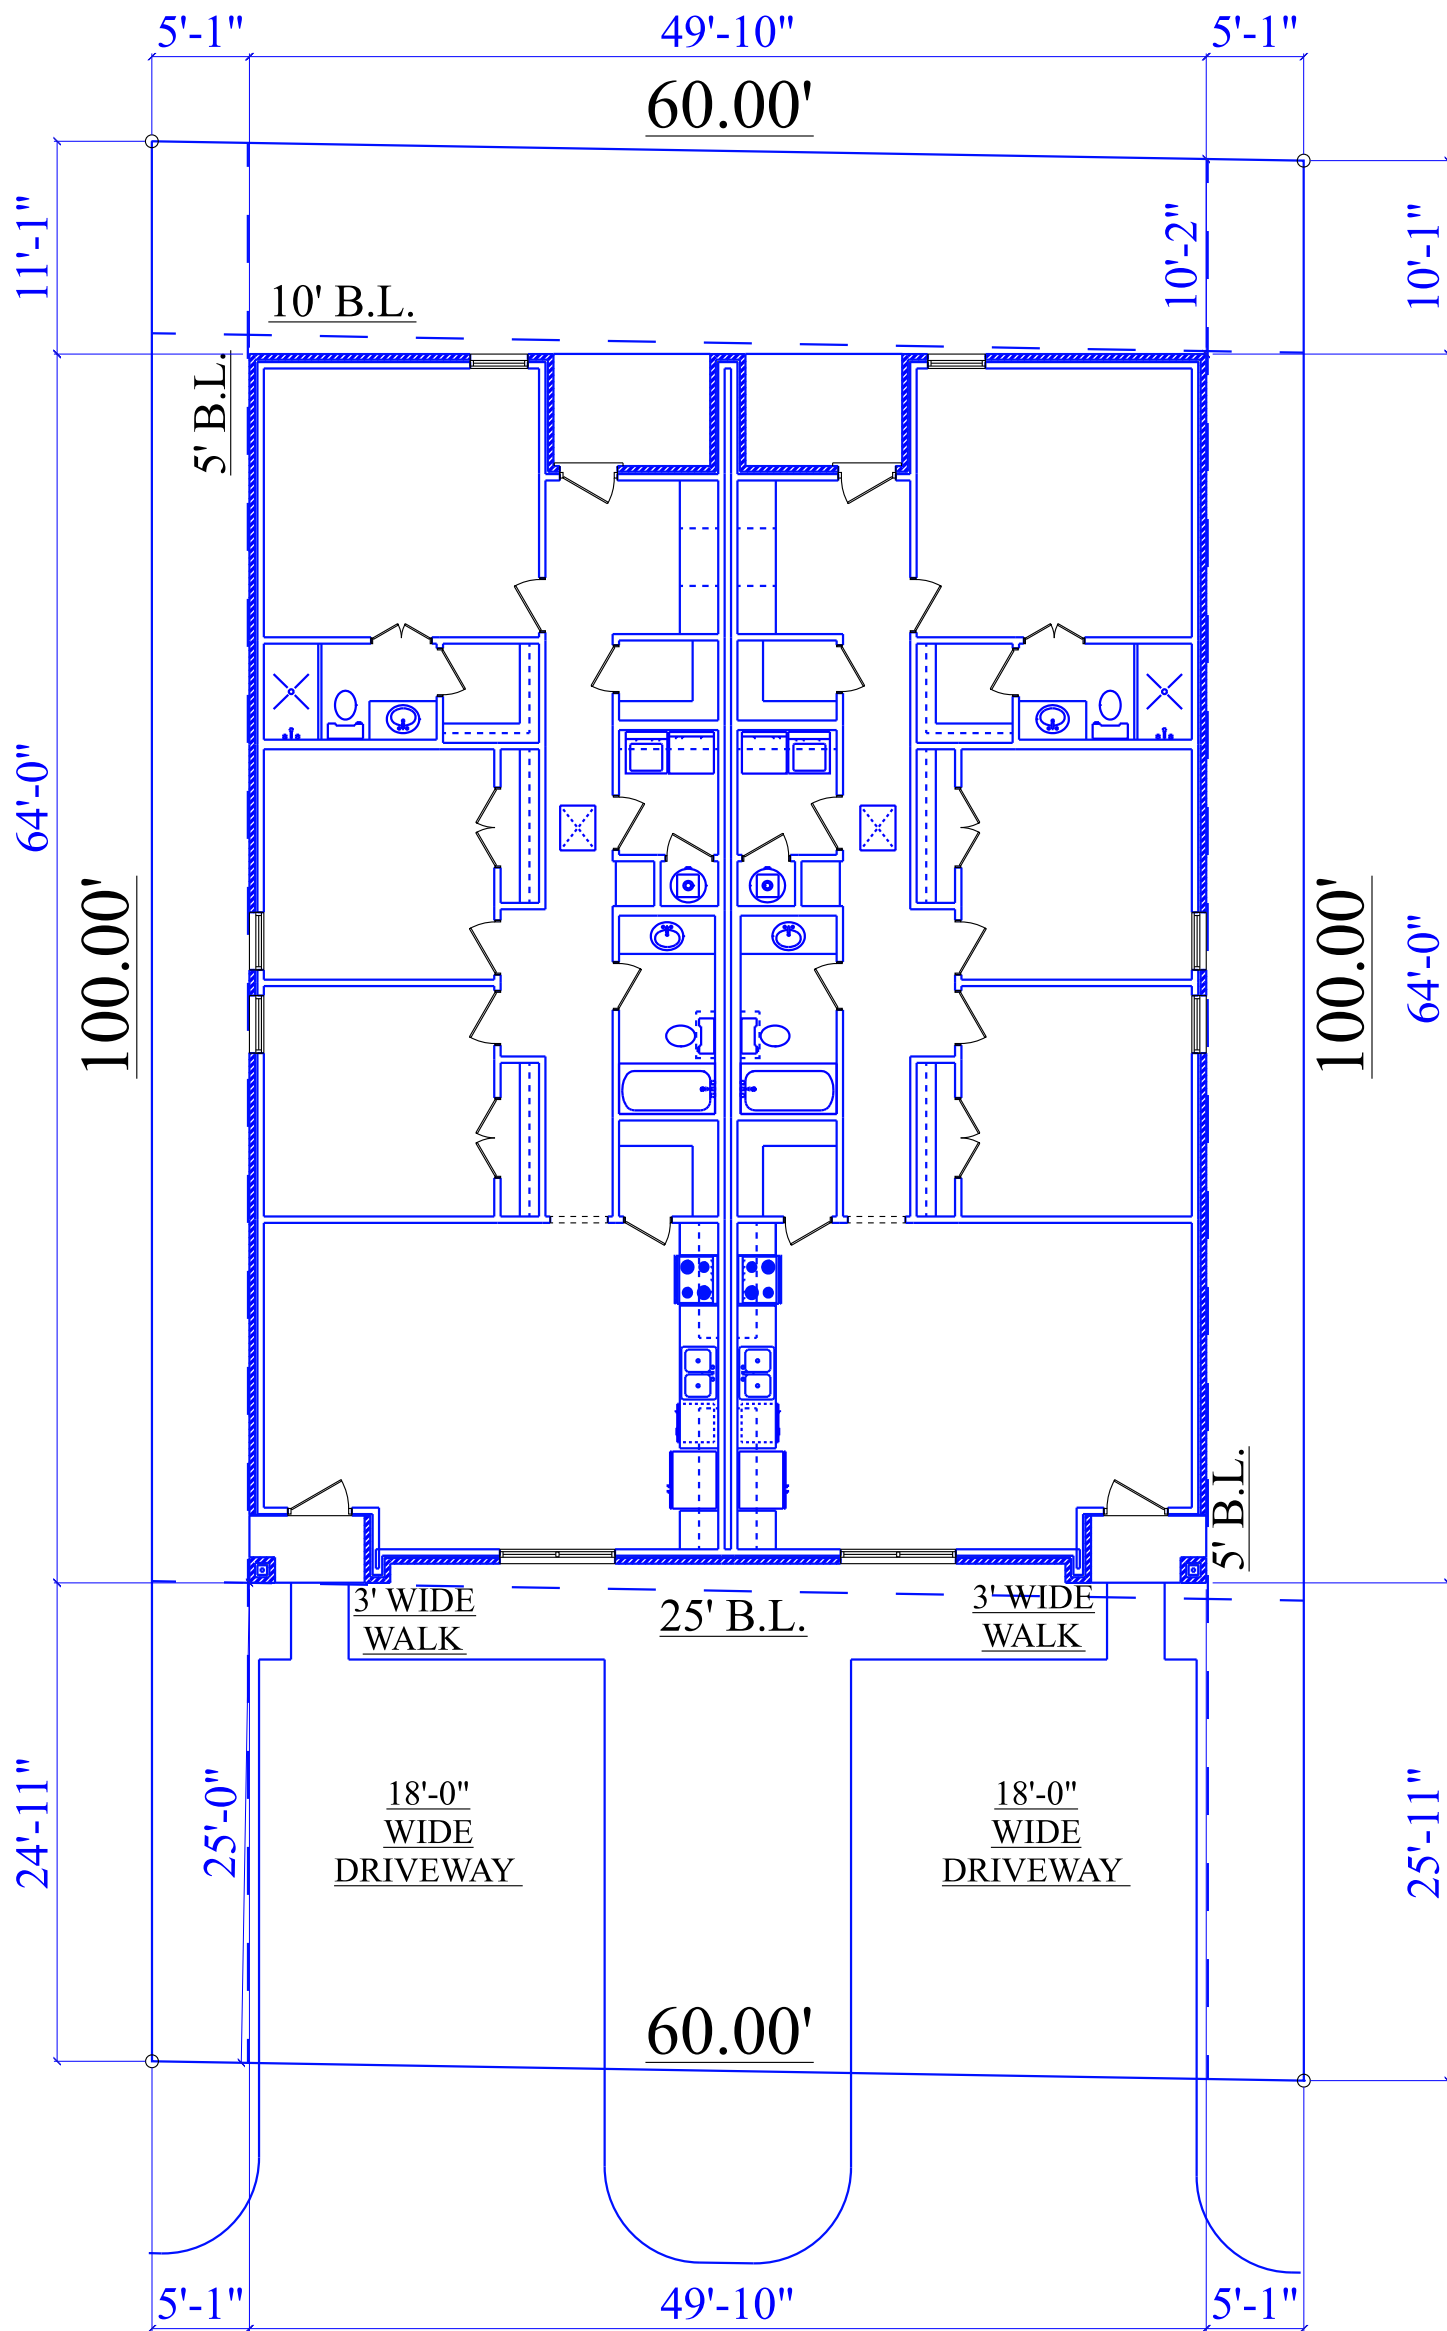 5'-1"
49'-10"
5'-1"
60.00'
11'-1"
10'-2"
10'-1"
10' B.L.
5' B.L.
64'-0"
100.00'
100.00'
64'-0"
5' B.L.
3' WIDE
WALK
25' B.L.
3' WIDE
WALK
24'-11"
25'-0"
18'-0"
WIDE
DRIVEWAY
18'-0"
WIDE
DRIVEWAY
25'-11"
60.00'
5'-1"
49'-10"
5'-1"